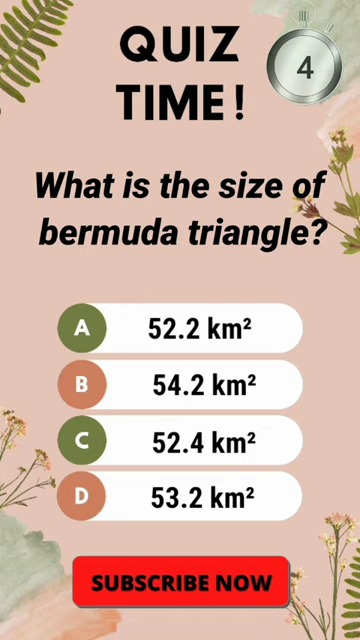 QUIZ
TIME!
4
What is the size of
bermuda triangle?
A 52.2 km²
B 54.2 km²
C 52.4 km²
D 53.2 km²
SUBSCRIBE NOW